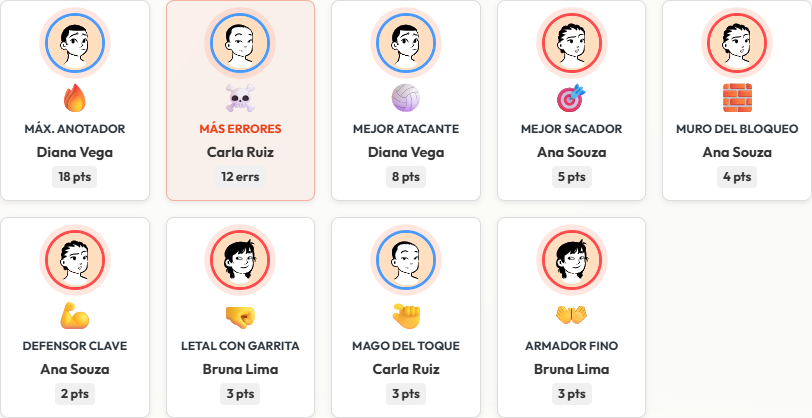 MÁX. ANOTADOR
Diana Vega
18 pts
MÁS ERRORES
Carla Ruiz
12 errs
MEJOR ATACANTE
Diana Vega
8 pts
MEJOR SACADOR
Ana Souza
5 pts
MURO DEL BLOQUEO
Ana Souza
4 pts
DEFENSOR CLAVE
Ana Souza
2 pts
LETAL CON GARRITA
Bruna Lima
3 pts
MAGO DEL TOQUE
Carla Ruiz
3 pts
ARMADOR FINO
Bruna Lima
3 pts